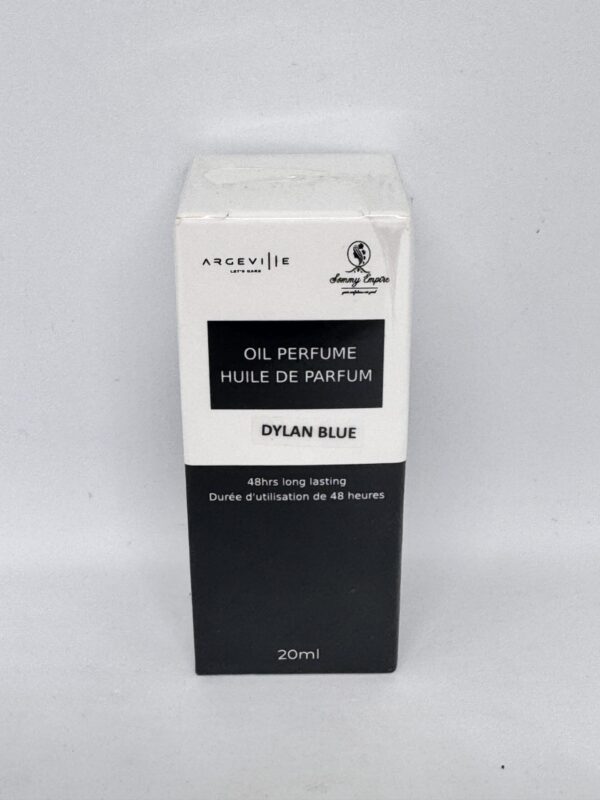 ARGEVILLE
LET'S DARE
Sommy Empire
OIL PERFUME
HUILE DE PARFUM
DYLAN BLUE
48hrs long lasting
Durée d'utilisation de 48 heures
20ml